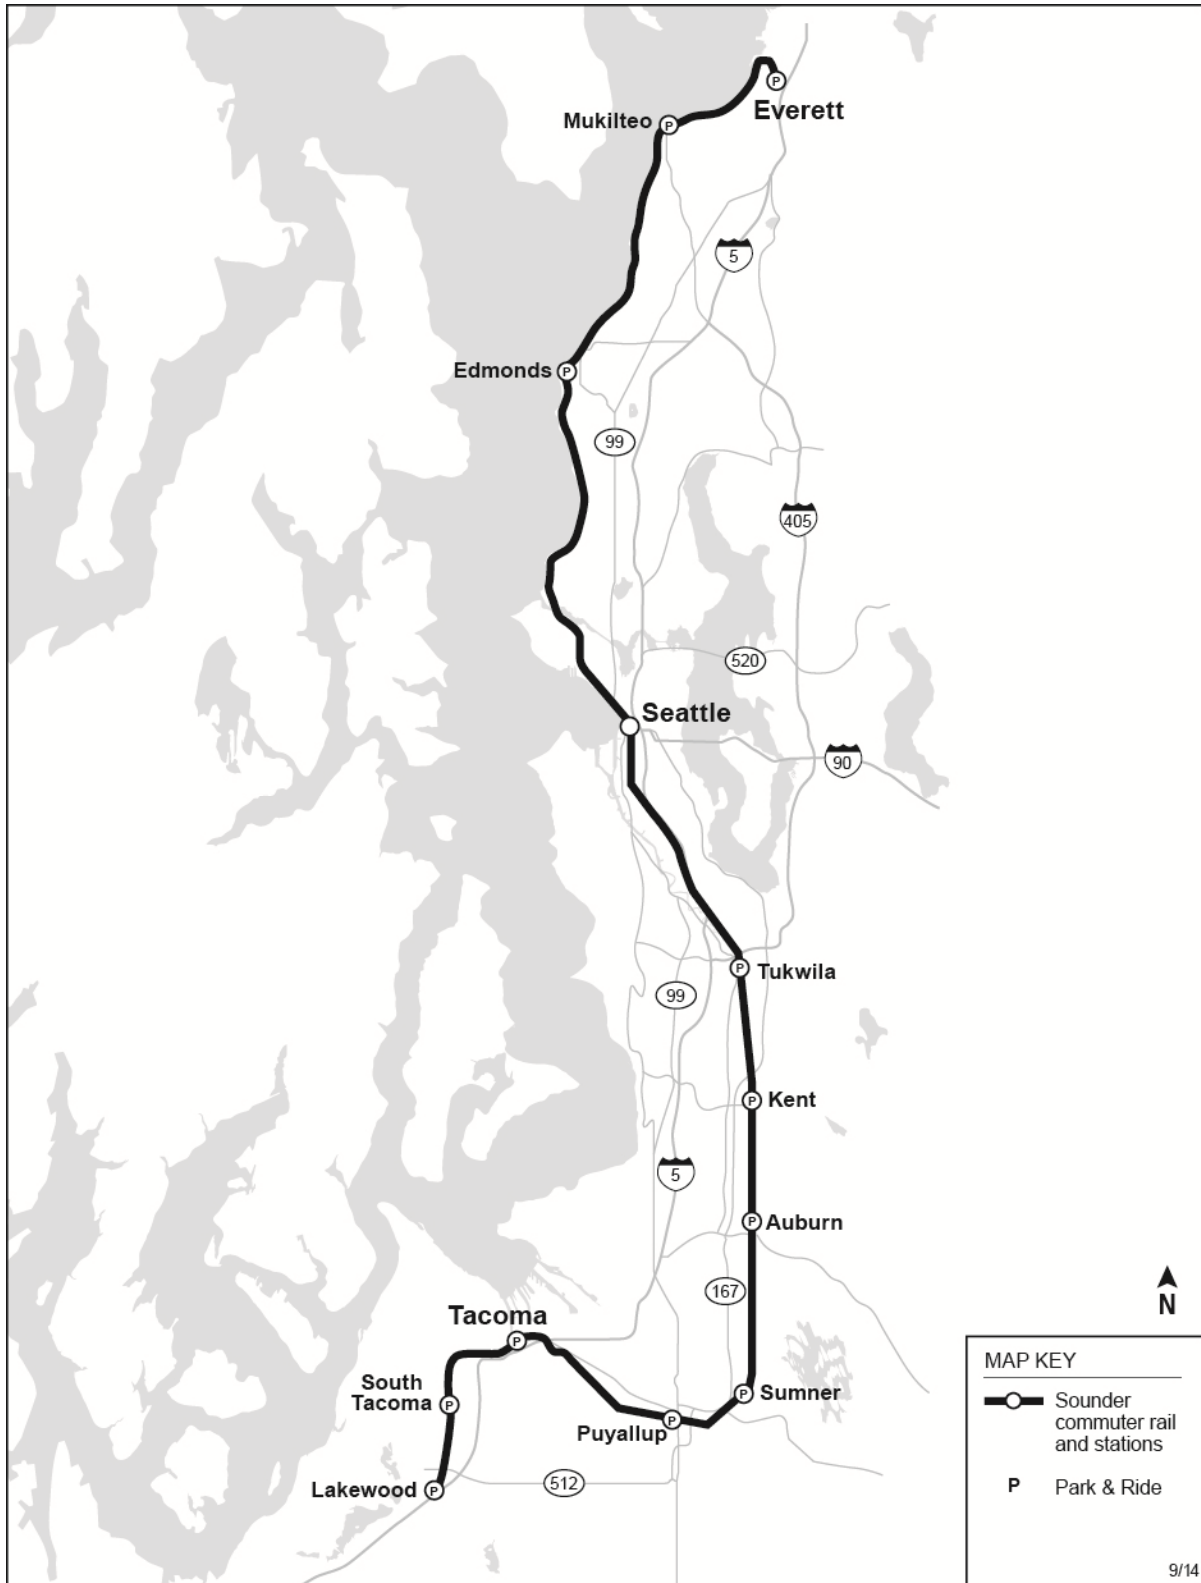 P
Everett
Mukilteo
P
5
Edmonds
P
99
405
520
Seattle
90
P
Tukwila
99
P
Kent
5
P
Auburn
167
N
Tacoma
P
MAP KEY
South
Tacoma
P
P
Sumner
Sounder
commuter rail
and stations
Puyallup
P
Lakewood
P
512
P
Park & Ride
9/14